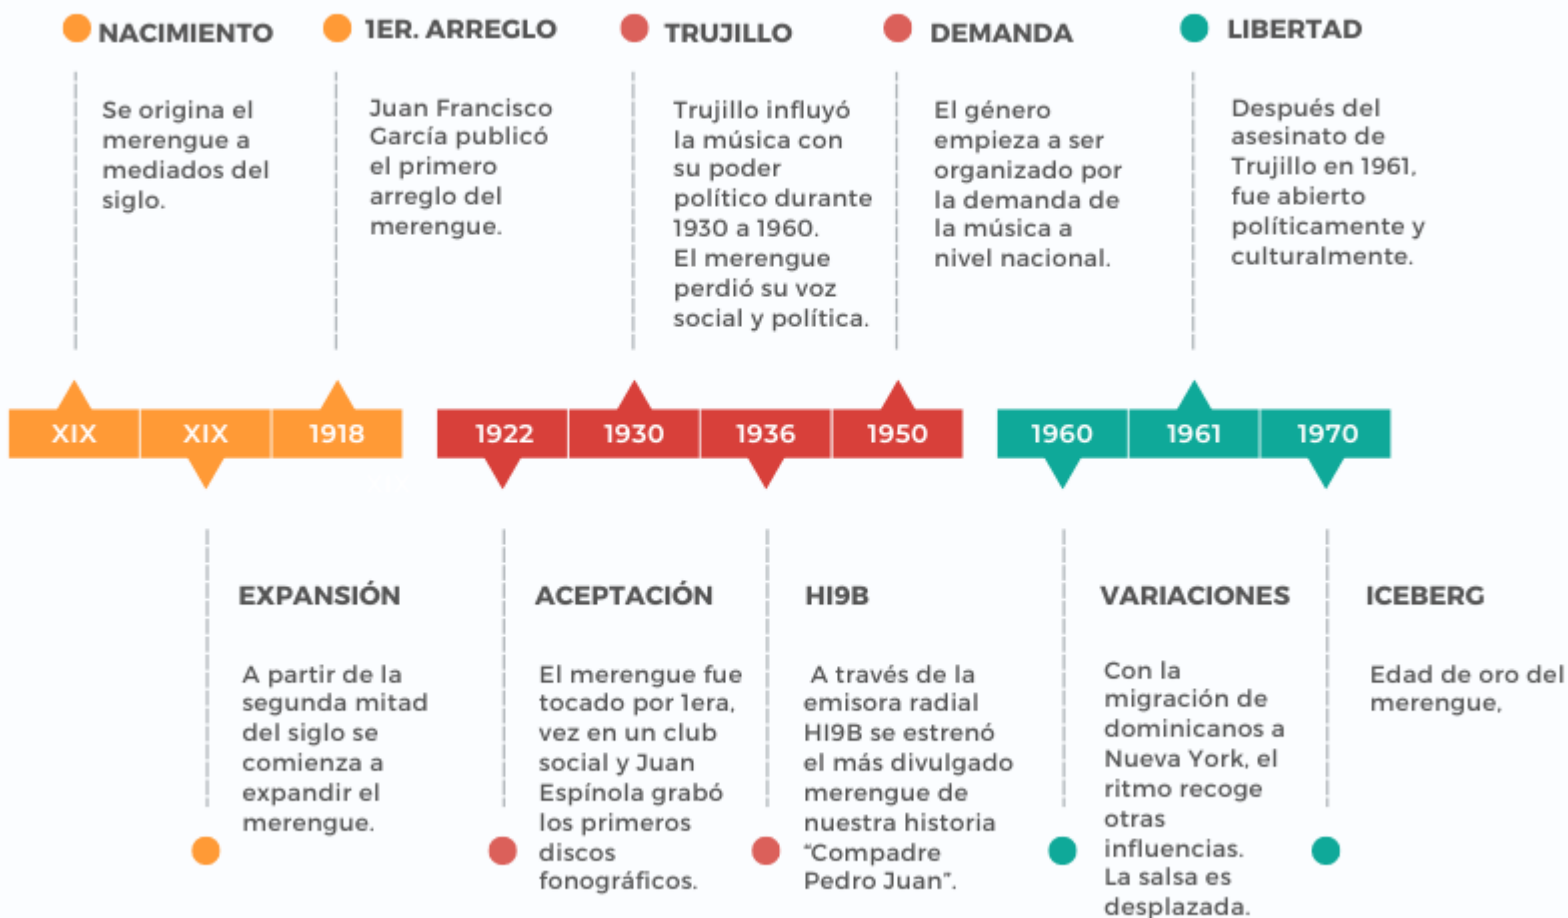 NACIMIENTO
Se origina el
merengue a
mediados del
siglo.
1ER. ARREGLO
Juan Francisco
García publicó
el primero
arreglo del
merengue.
TRUJILLO
Trujillo influyó
la música con
su poder
político durante
1930 a 1960.
El merengue
perdió su voz
social y política.
DEMANDA
El género
empieza a ser
organizado por
la demanda de
la música a
nivel nacional.
LIBERTAD
Después del
asesinato de
Trujillo en 1961,
fue abierto
políticamente y
culturalmente.
XIX
XIX
1918
1922
1930
1936
1950
1960
1961
1970
EXPANSIÓN
A partir de la
segunda mitad
del siglo se
comienza a
expandir el
merengue.
ACEPTACIÓN
El merengue fue
tocado por 1era,
vez en un club
social y Juan
Espínola grabó
los primeros
discos
fonográficos.
HI9B
A través de la
emisora radial
HI9B se estrenó
el más divulgado
merengue de
nuestra historia
“Compadre
Pedro Juan”.
VARIACIONES
Con la
migración de
dominicanos a
Nueva York, el
ritmo recoge
otras
influencias.
La salsa es
desplazada.
ICEBERG
Edad de oro del
merengue,